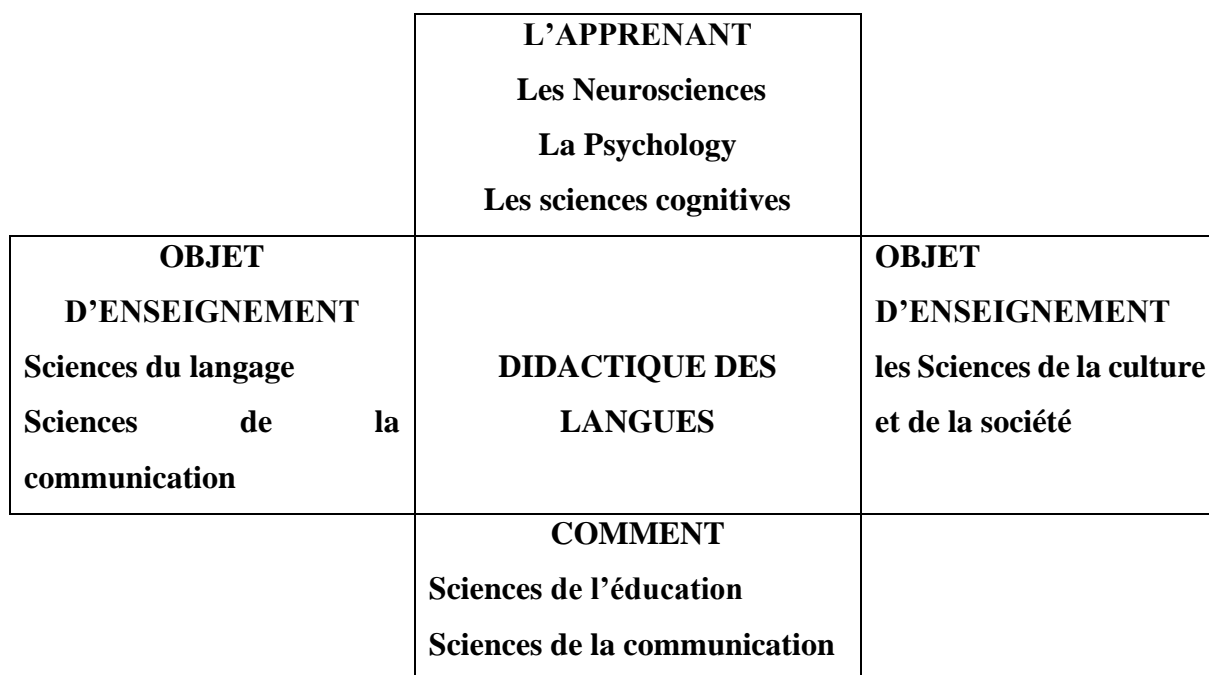 L’APPRENANT
Les Neurosciences
La Psychology
Les sciences cognitives
OBJET
D’ENSEIGNEMENT
Sciences du langage
Sciences de la
communication
DIDACTIQUE DES
LANGUES
OBJET
D’ENSEIGNEMENT
les Sciences de la culture
et de la société
COMMENT
Sciences de l’éducation
Sciences de la communication